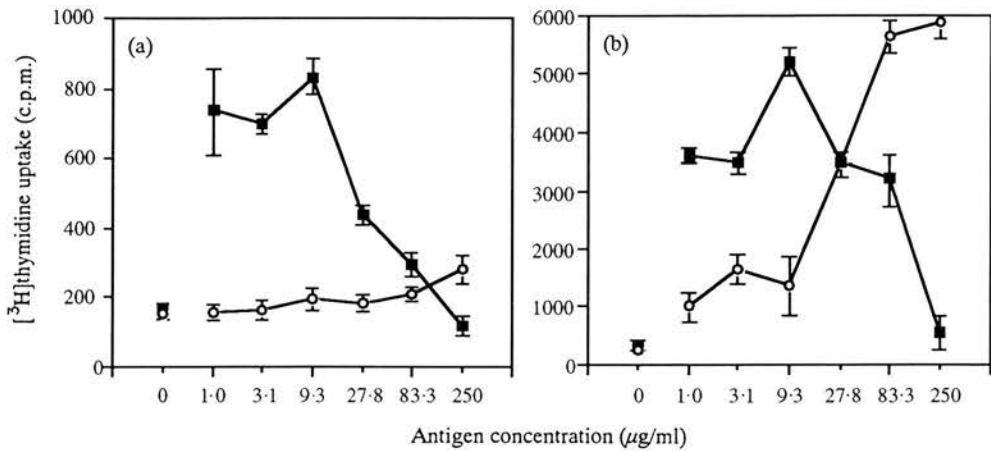 1000
800
600
400
200
0
(a)
[³H]thymidine uptake (c.p.m.)
0 1·0 3·1 9·3 27·8 83·3 250
6000
5000
4000
3000
2000
1000
0
(b)
0 1·0 3·1 9·3 27·8 83·3 250
Antigen concentration (μg/ml)